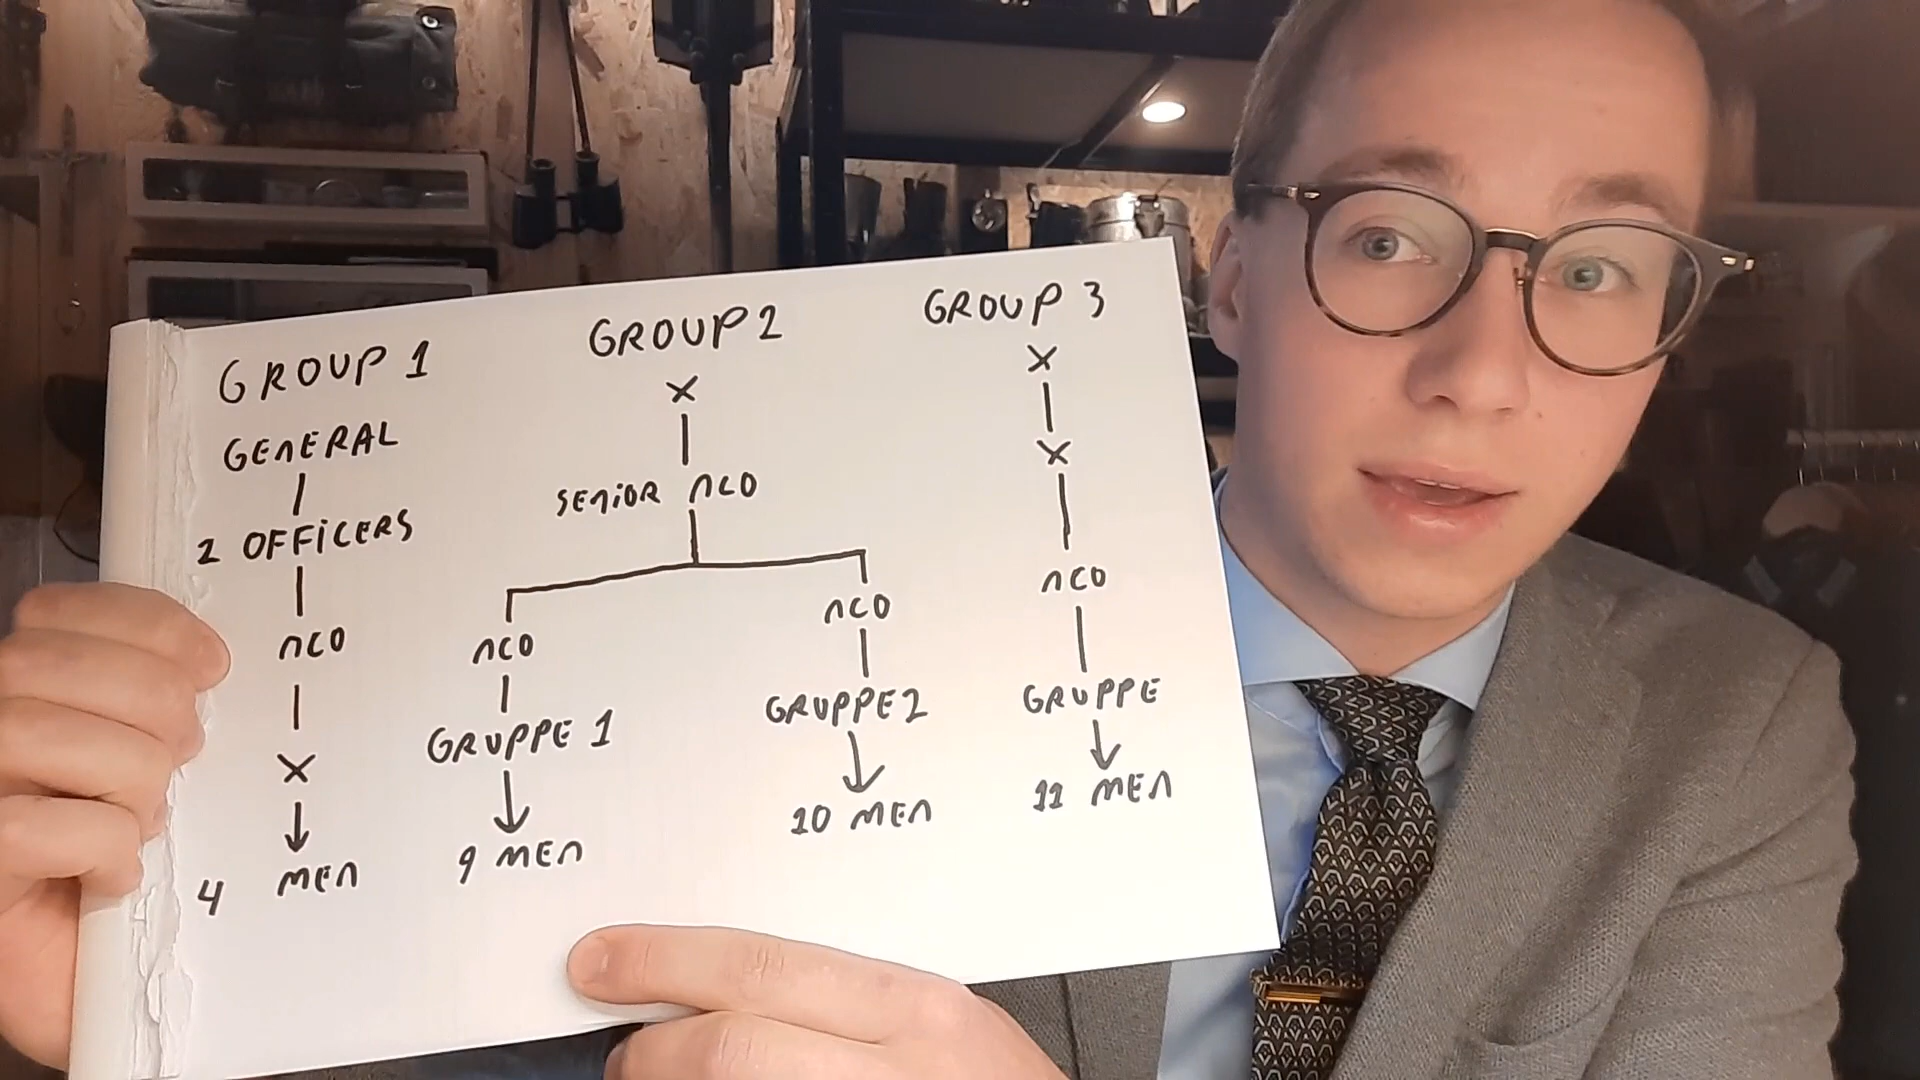 GROUP 1
GENERAL
2 OFFICERS
NCO
X
4 MEN
GROUP 2
X
SENIOR NCO
NCO
GRUPPE 1
9 MEN
NCO
GRUPPE 2
10 MEN
GROUP 3
X
X
NCO
GRUPPE
11 MEN